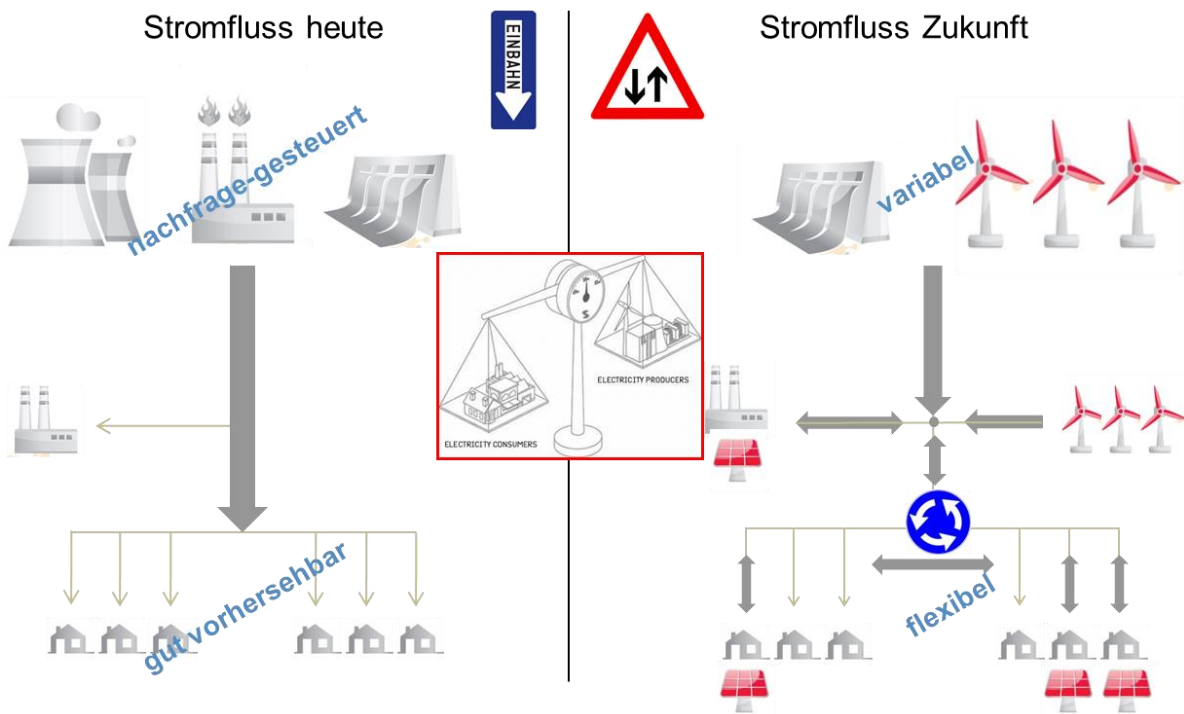 Stromfluss heute
EINBAHN
Stromfluss Zukunft
nachfrage-gesteuert
variabel
ELECTRICITY PRODUCERS
ELECTRICITY CONSUMERS
gut vorhersehbar
flexibel